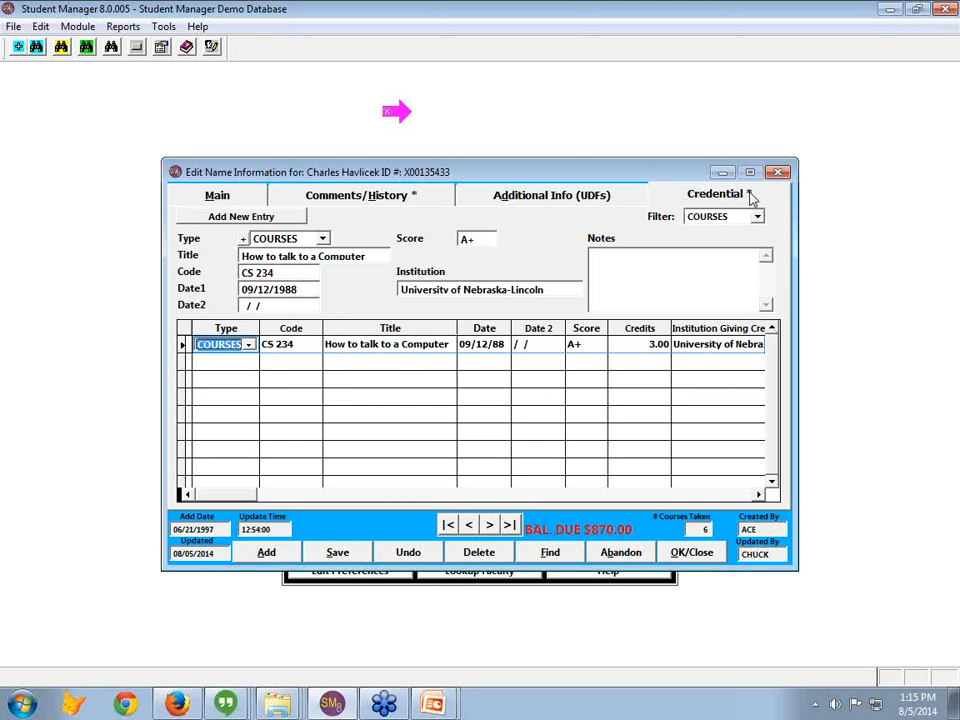 Student Manager 8.0.005 - Student Manager Demo Database
File Edit Module Reports Tools Help
Edit Name Information for: Charles Havlicek ID #: X00135433
Main Comments/History * Additional Info (UDFs) Credential *
Add New Entry Filter: COURSES
Type + COURSES Score A+ Notes
Title How to talk to a Computer
Code CS 234 Institution
Date1 09/12/1988 University of Nebraska-Lincoln
Date2 / /
Type Code Title Date Date 2 Score Credits Institution Giving Cre
COURSES CS 234 How to talk to a Computer 09/12/88 / / A+ 3.00 University of Nebra
Add Date Update Time # Courses Taken Created By
06/21/1997 12:54:00 |< < > >| BAL. DUE $870.00 6 ACE
Updated Updated By
08/05/2014 Add Save Undo Delete Find Abandon OK/Close CHUCK
Edit Preferences Lookup Faculty Help
SM8
1:15 PM
8/5/2014